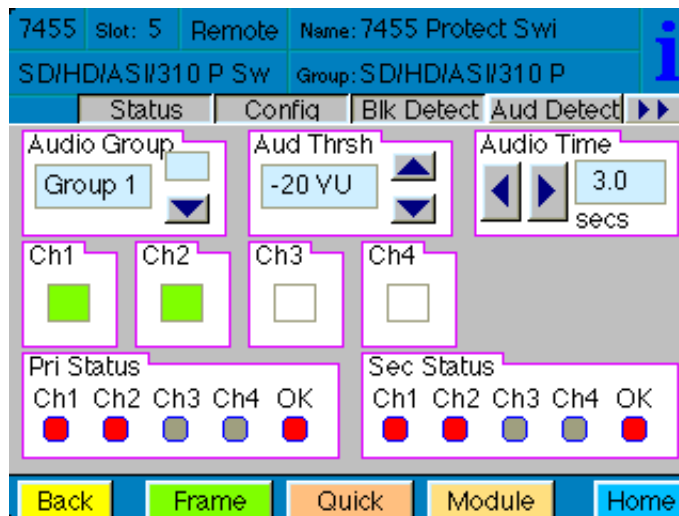 7455 Slot: 5 Remote Name: 7455 Protect Swi
SD/HD/ASI/310 P Sw Group: SD/HD/ASI/310 P
i
Status Config Blk Detect Aud Detect
Audio Group Aud Thrsh Audio Time
Group 1 -20 VU 3.0
secs
Ch1 Ch2 Ch3 Ch4
Pri Status Sec Status
Ch1 Ch2 Ch3 Ch4 OK Ch1 Ch2 Ch3 Ch4 OK
Back Frame Quick Module Home